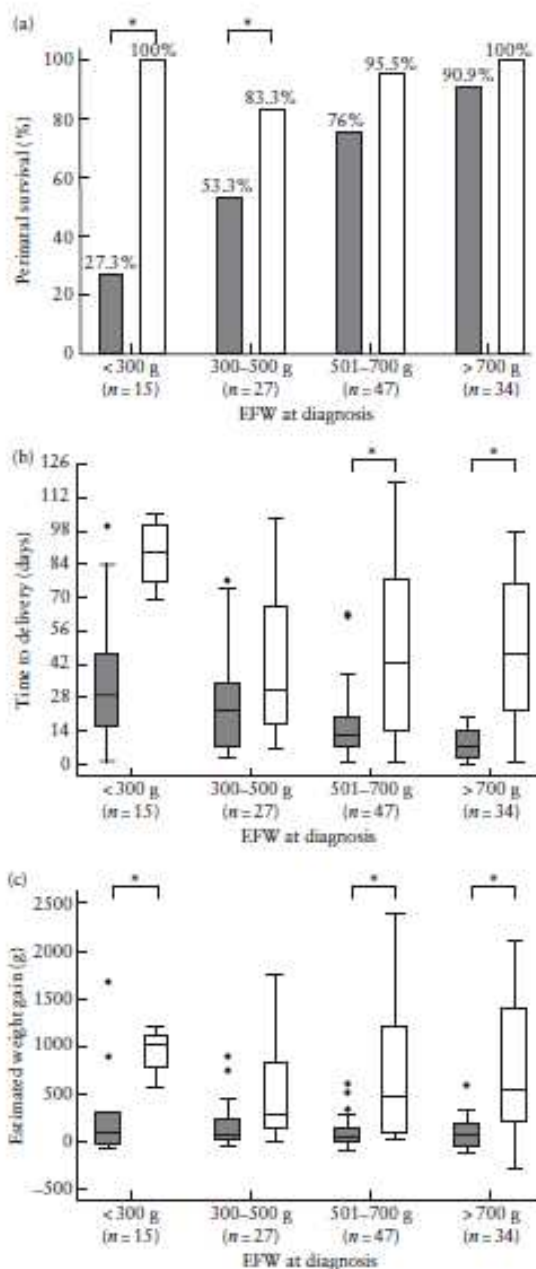 (a)
*
*
100%
83.3%
95.5%
100%
90.9%
76%
53.3%
27.3%
100
80
60
40
20
0
Perinatal survival (%)
<300 g
300–500 g
501–700 g
>700 g
(n = 15)
(n = 27)
(n = 47)
(n = 34)
EFW at diagnosis
(b)
*
*
126
112
98
84
70
56
42
28
14
0
Time to delivery (days)
<300 g
300–500 g
501–700 g
>700 g
(n = 15)
(n = 27)
(n = 47)
(n = 34)
EFW at diagnosis
(c)
*
*
*
2500
2000
1500
1000
500
0
–500
Estimated weight gain (g)
<300 g
300–500 g
501–700 g
>700 g
(n = 15)
(n = 27)
(n = 47)
(n = 34)
EFW at diagnosis